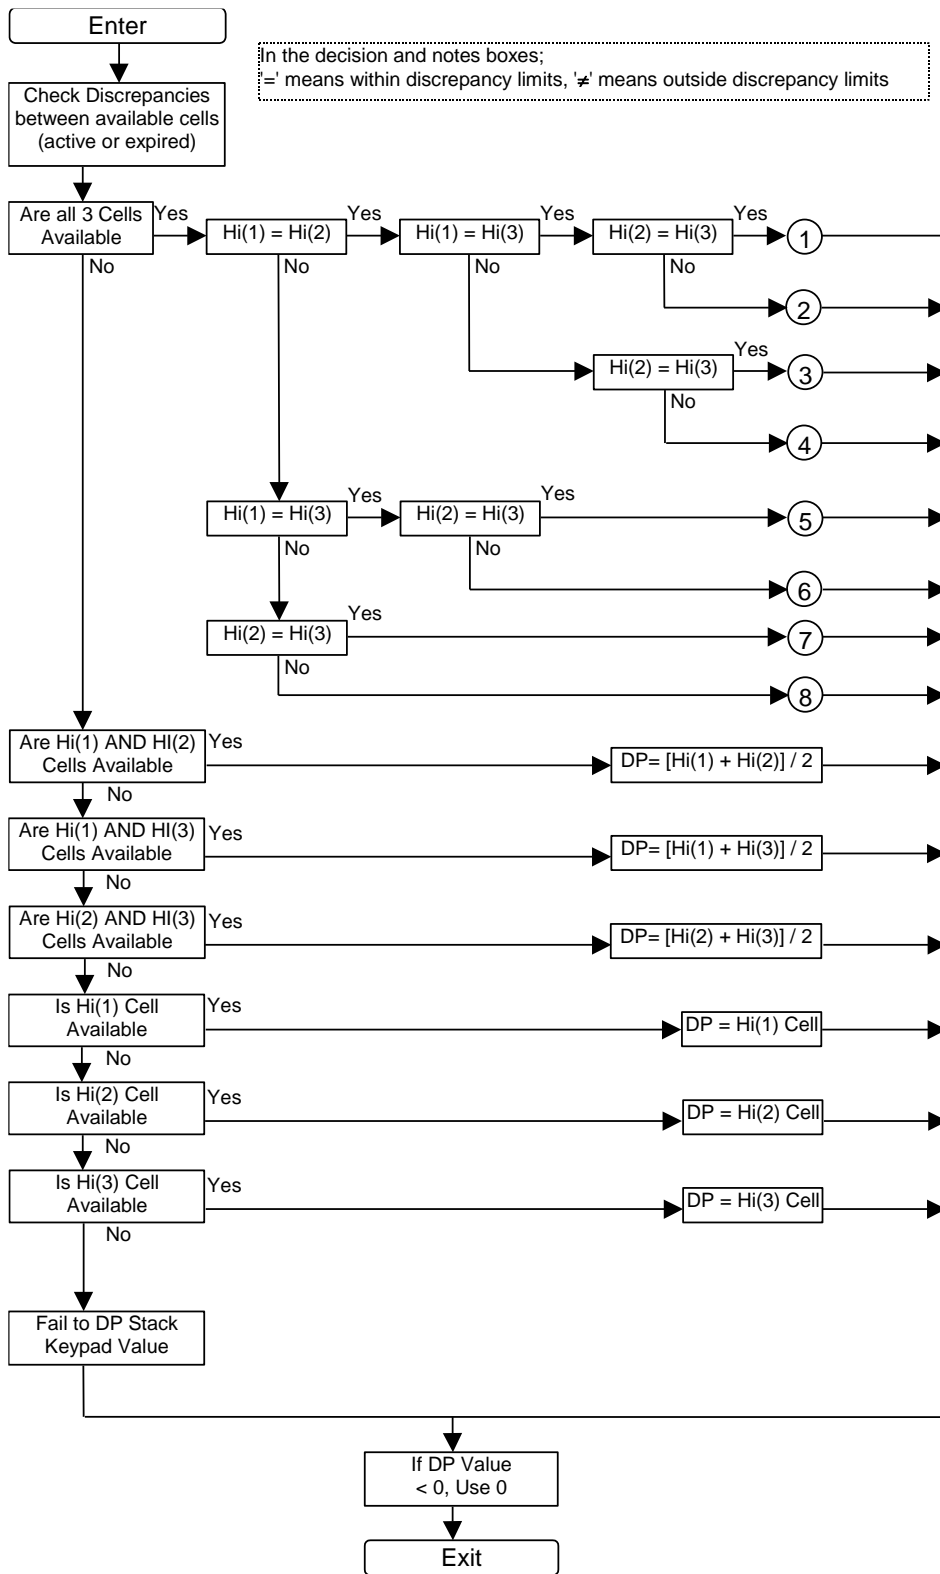 Enter
In the decision and notes boxes;
'=' means within discrepancy limits, '≠' means outside discrepancy limits
Check Discrepancies
between available cells
(active or expired)
Are all 3 Cells
Available
Yes
Hi(1) = Hi(2)
Yes
Hi(1) = Hi(3)
Yes
Hi(2) = Hi(3)
Yes
1
No
No
No
No
2
Hi(2) = Hi(3)
Yes
3
No
4
Hi(1) = Hi(3)
Yes
Hi(2) = Hi(3)
Yes
5
No
No
6
Hi(2) = Hi(3)
Yes
7
No
8
Are Hi(1) AND HI(2)
Cells Available
Yes
DP= [Hi(1) + Hi(2)] / 2
No
Are Hi(1) AND HI(3)
Cells Available
Yes
DP= [Hi(1) + Hi(3)] / 2
No
Are Hi(2) AND HI(3)
Cells Available
Yes
DP= [Hi(2) + Hi(3)] / 2
No
Is Hi(1) Cell
Available
Yes
DP = Hi(1) Cell
No
Is Hi(2) Cell
Available
Yes
DP = Hi(2) Cell
No
Is Hi(3) Cell
Available
Yes
DP = Hi(3) Cell
No
Fail to DP Stack
Keypad Value
If DP Value
< 0, Use 0
Exit